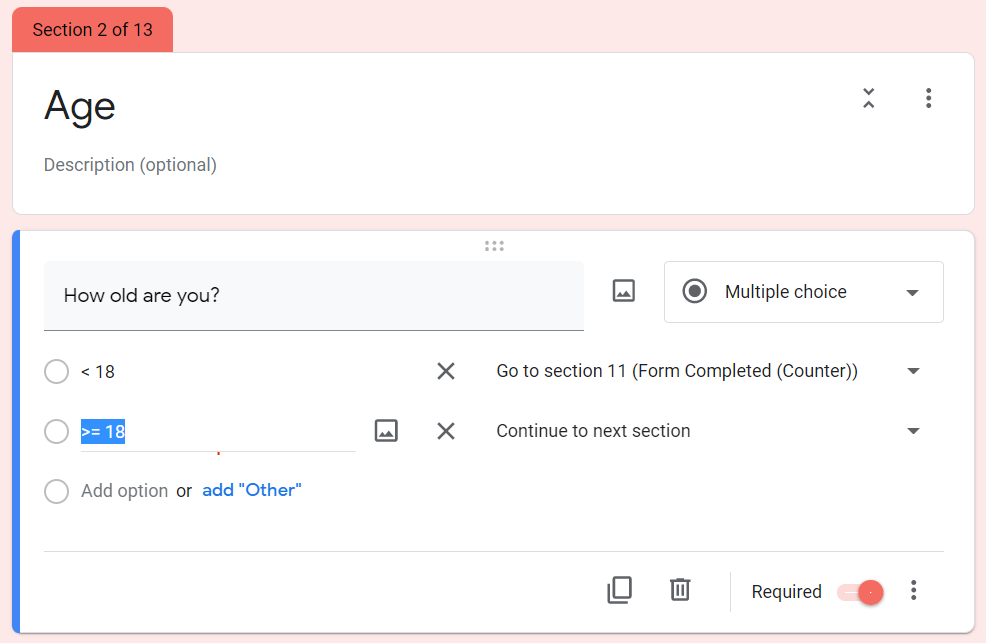 Section 2 of 13
Age
Description (optional)
How old are you?
Multiple choice
< 18
Go to section 11 (Form Completed (Counter))
>= 18
Continue to next section
Add option or add "Other"
Required